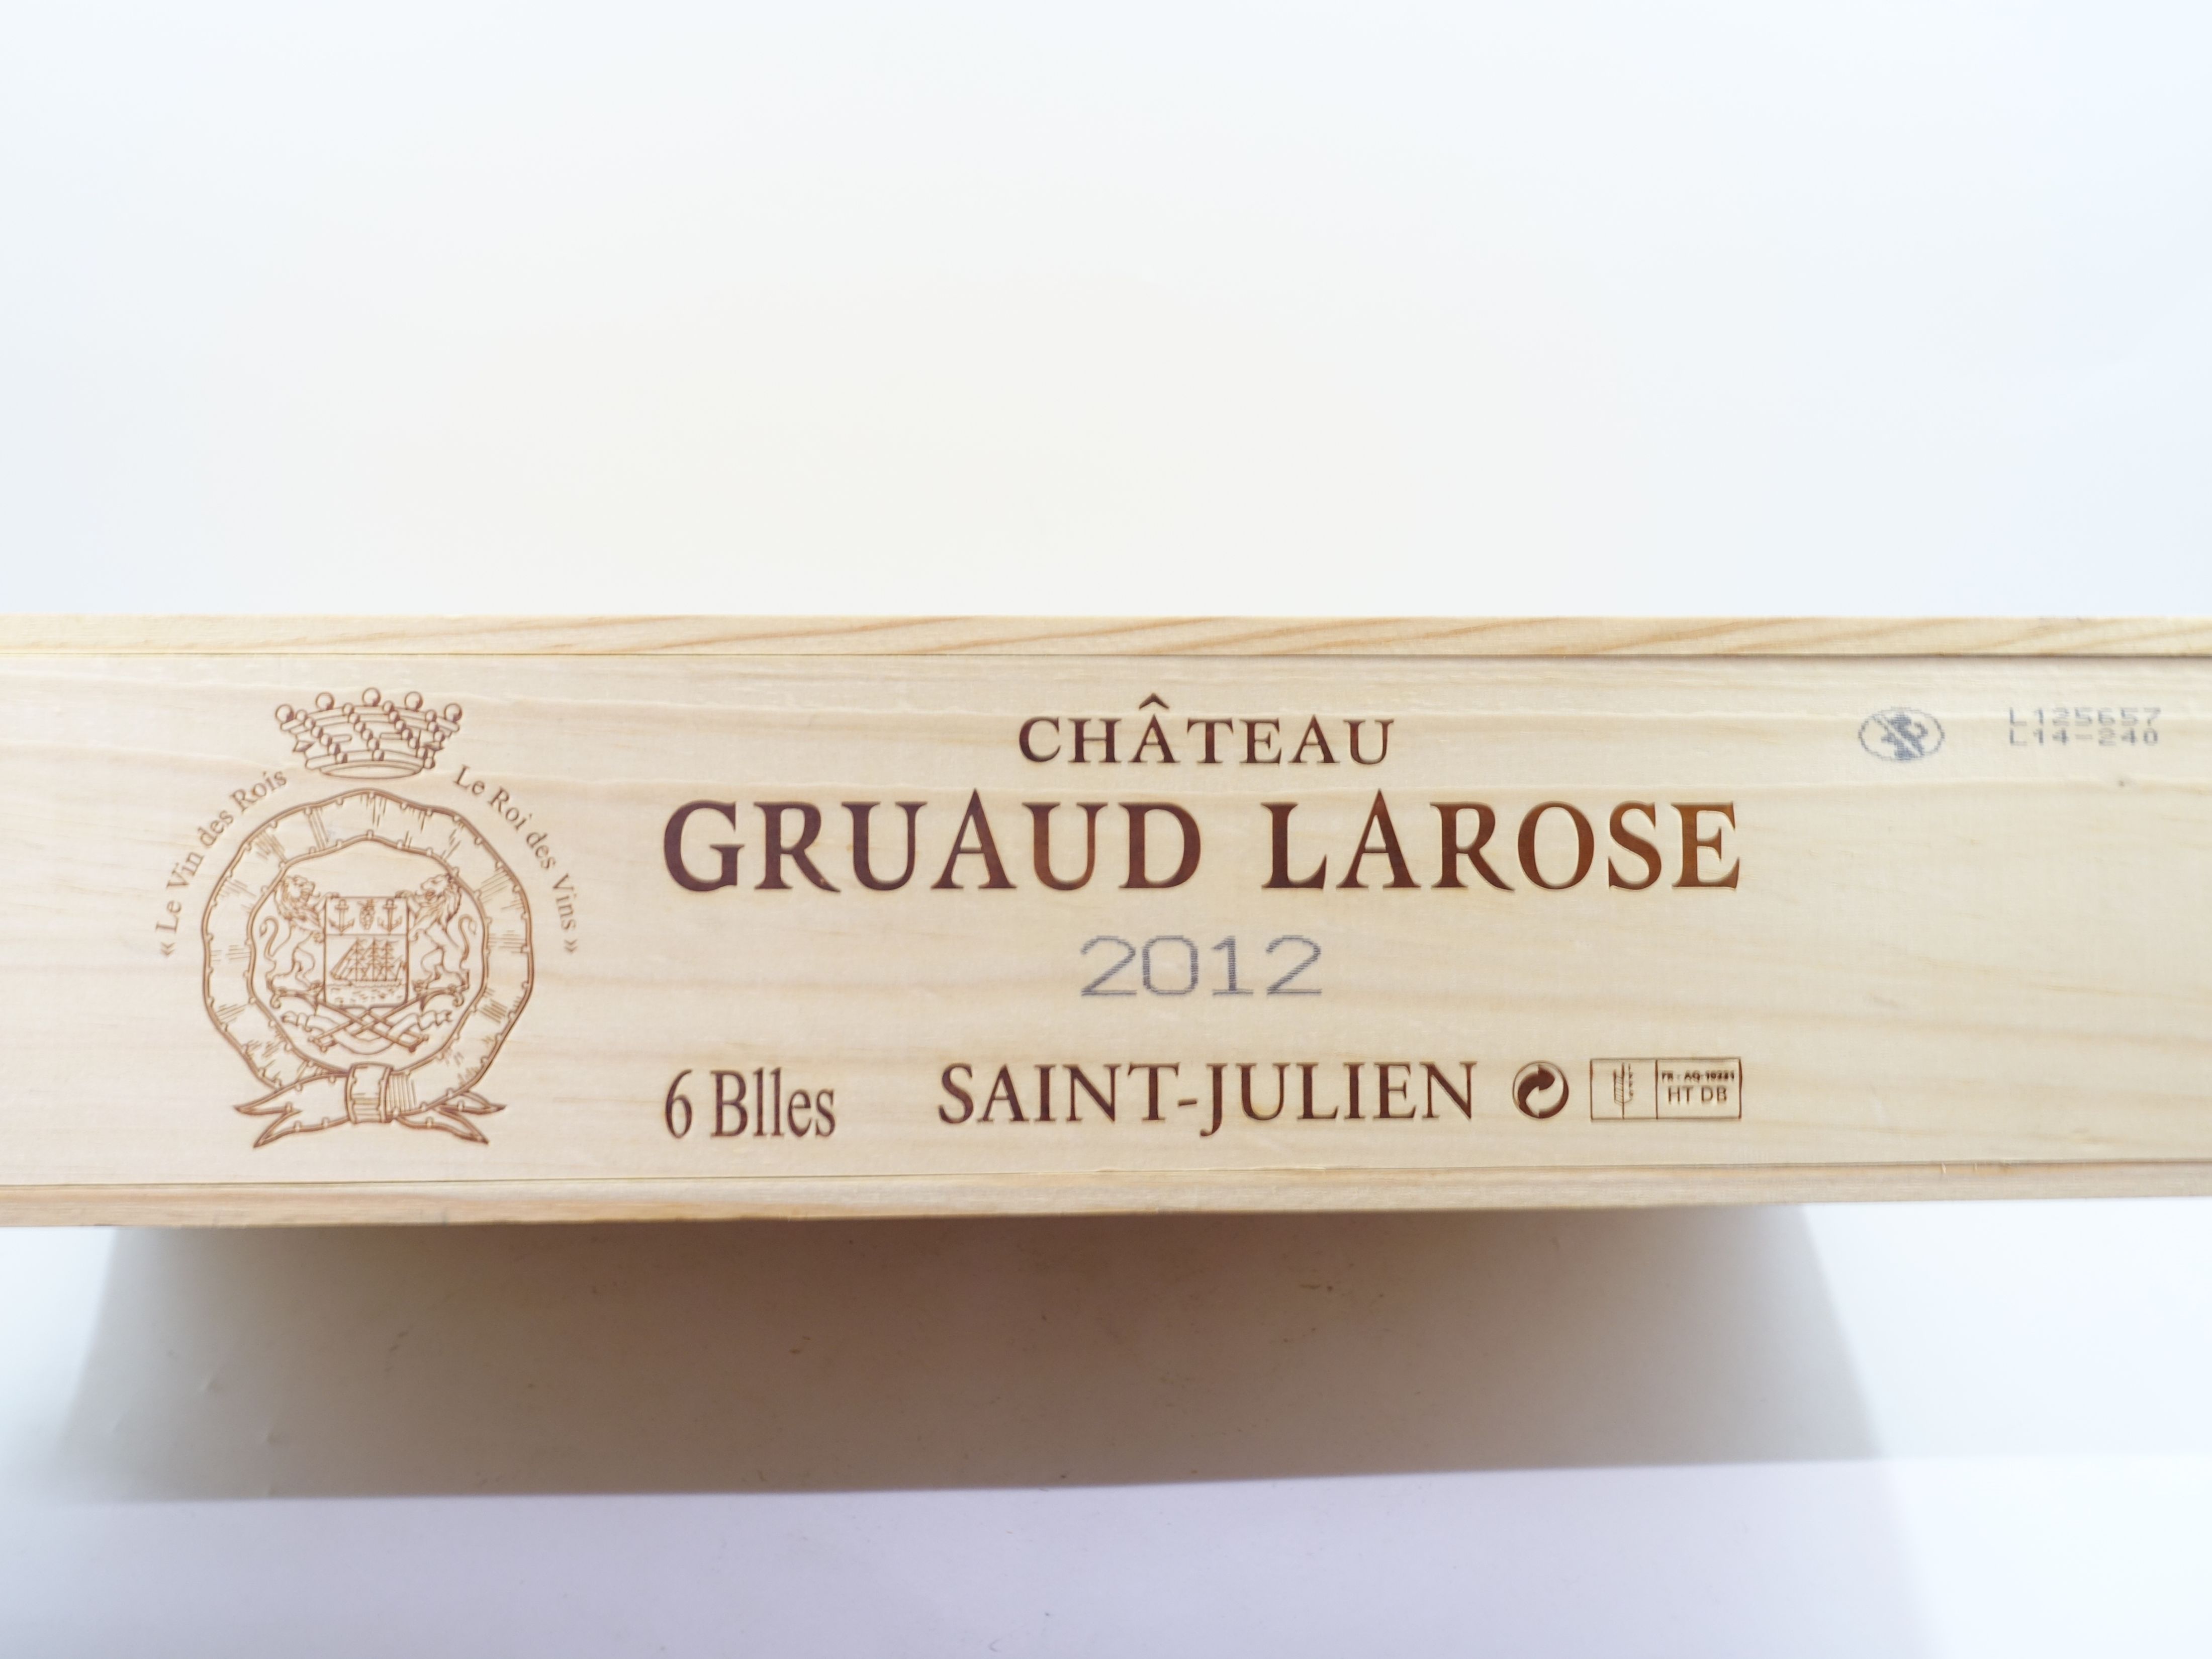 « Le Vin des Rois
Le Roi des Vins »
CHÂTEAU
GRUAUD LAROSE
2012
6 Blles
SAINT-JULIEN
HT DB
L125657
L14-240